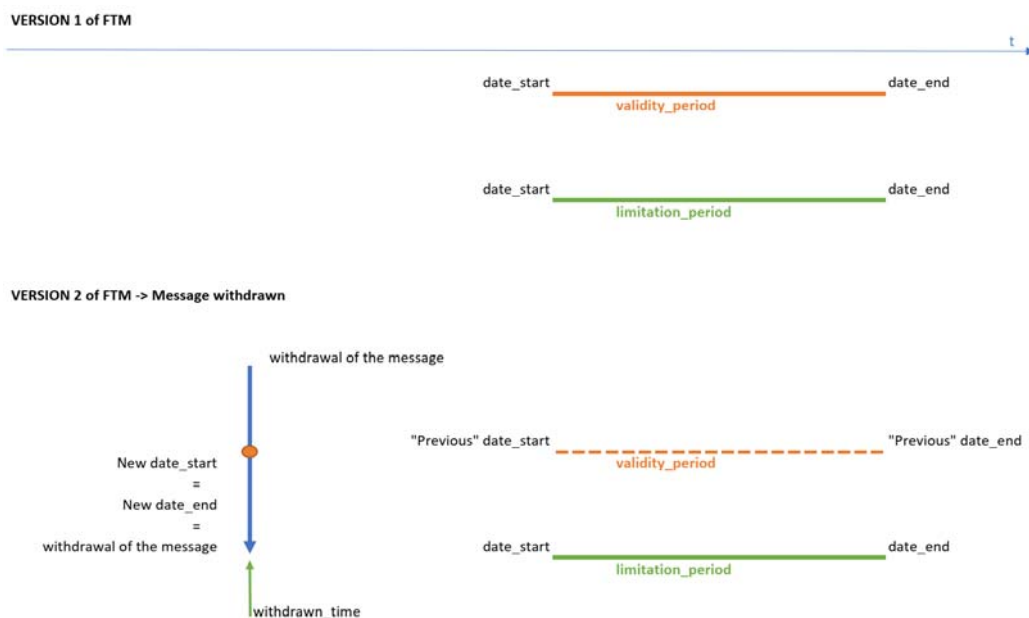 VERSION 1 of FTM
t
date_start
date_end
validity_period
date_start
date_end
limitation_period
VERSION 2 of FTM -> Message withdrawn
withdrawal of the message
"Previous" date_start
"Previous" date_end
New date_start
validity_period
=
New date_end
=
withdrawal of the message
date_start
date_end
limitation_period
withdrawn_time